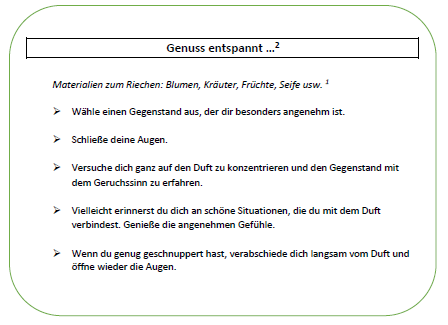 Genuss entspannt …²
Materialien zum Riechen: Blumen, Kräuter, Früchte, Seife usw. ¹
➢ Wähle einen Gegenstand aus, der dir besonders angenehm ist.
➢ Schließe deine Augen.
➢ Versuche dich ganz auf den Duft zu konzentrieren und den Gegenstand mit
dem Geruchssinn zu erfahren.
➢ Vielleicht erinnerst du dich an schöne Situationen, die du mit dem Duft
verbindest. Genieße die angenehmen Gefühle.
➢ Wenn du genug geschnuppert hast, verabschiede dich langsam vom Duft und
öffne wieder die Augen.